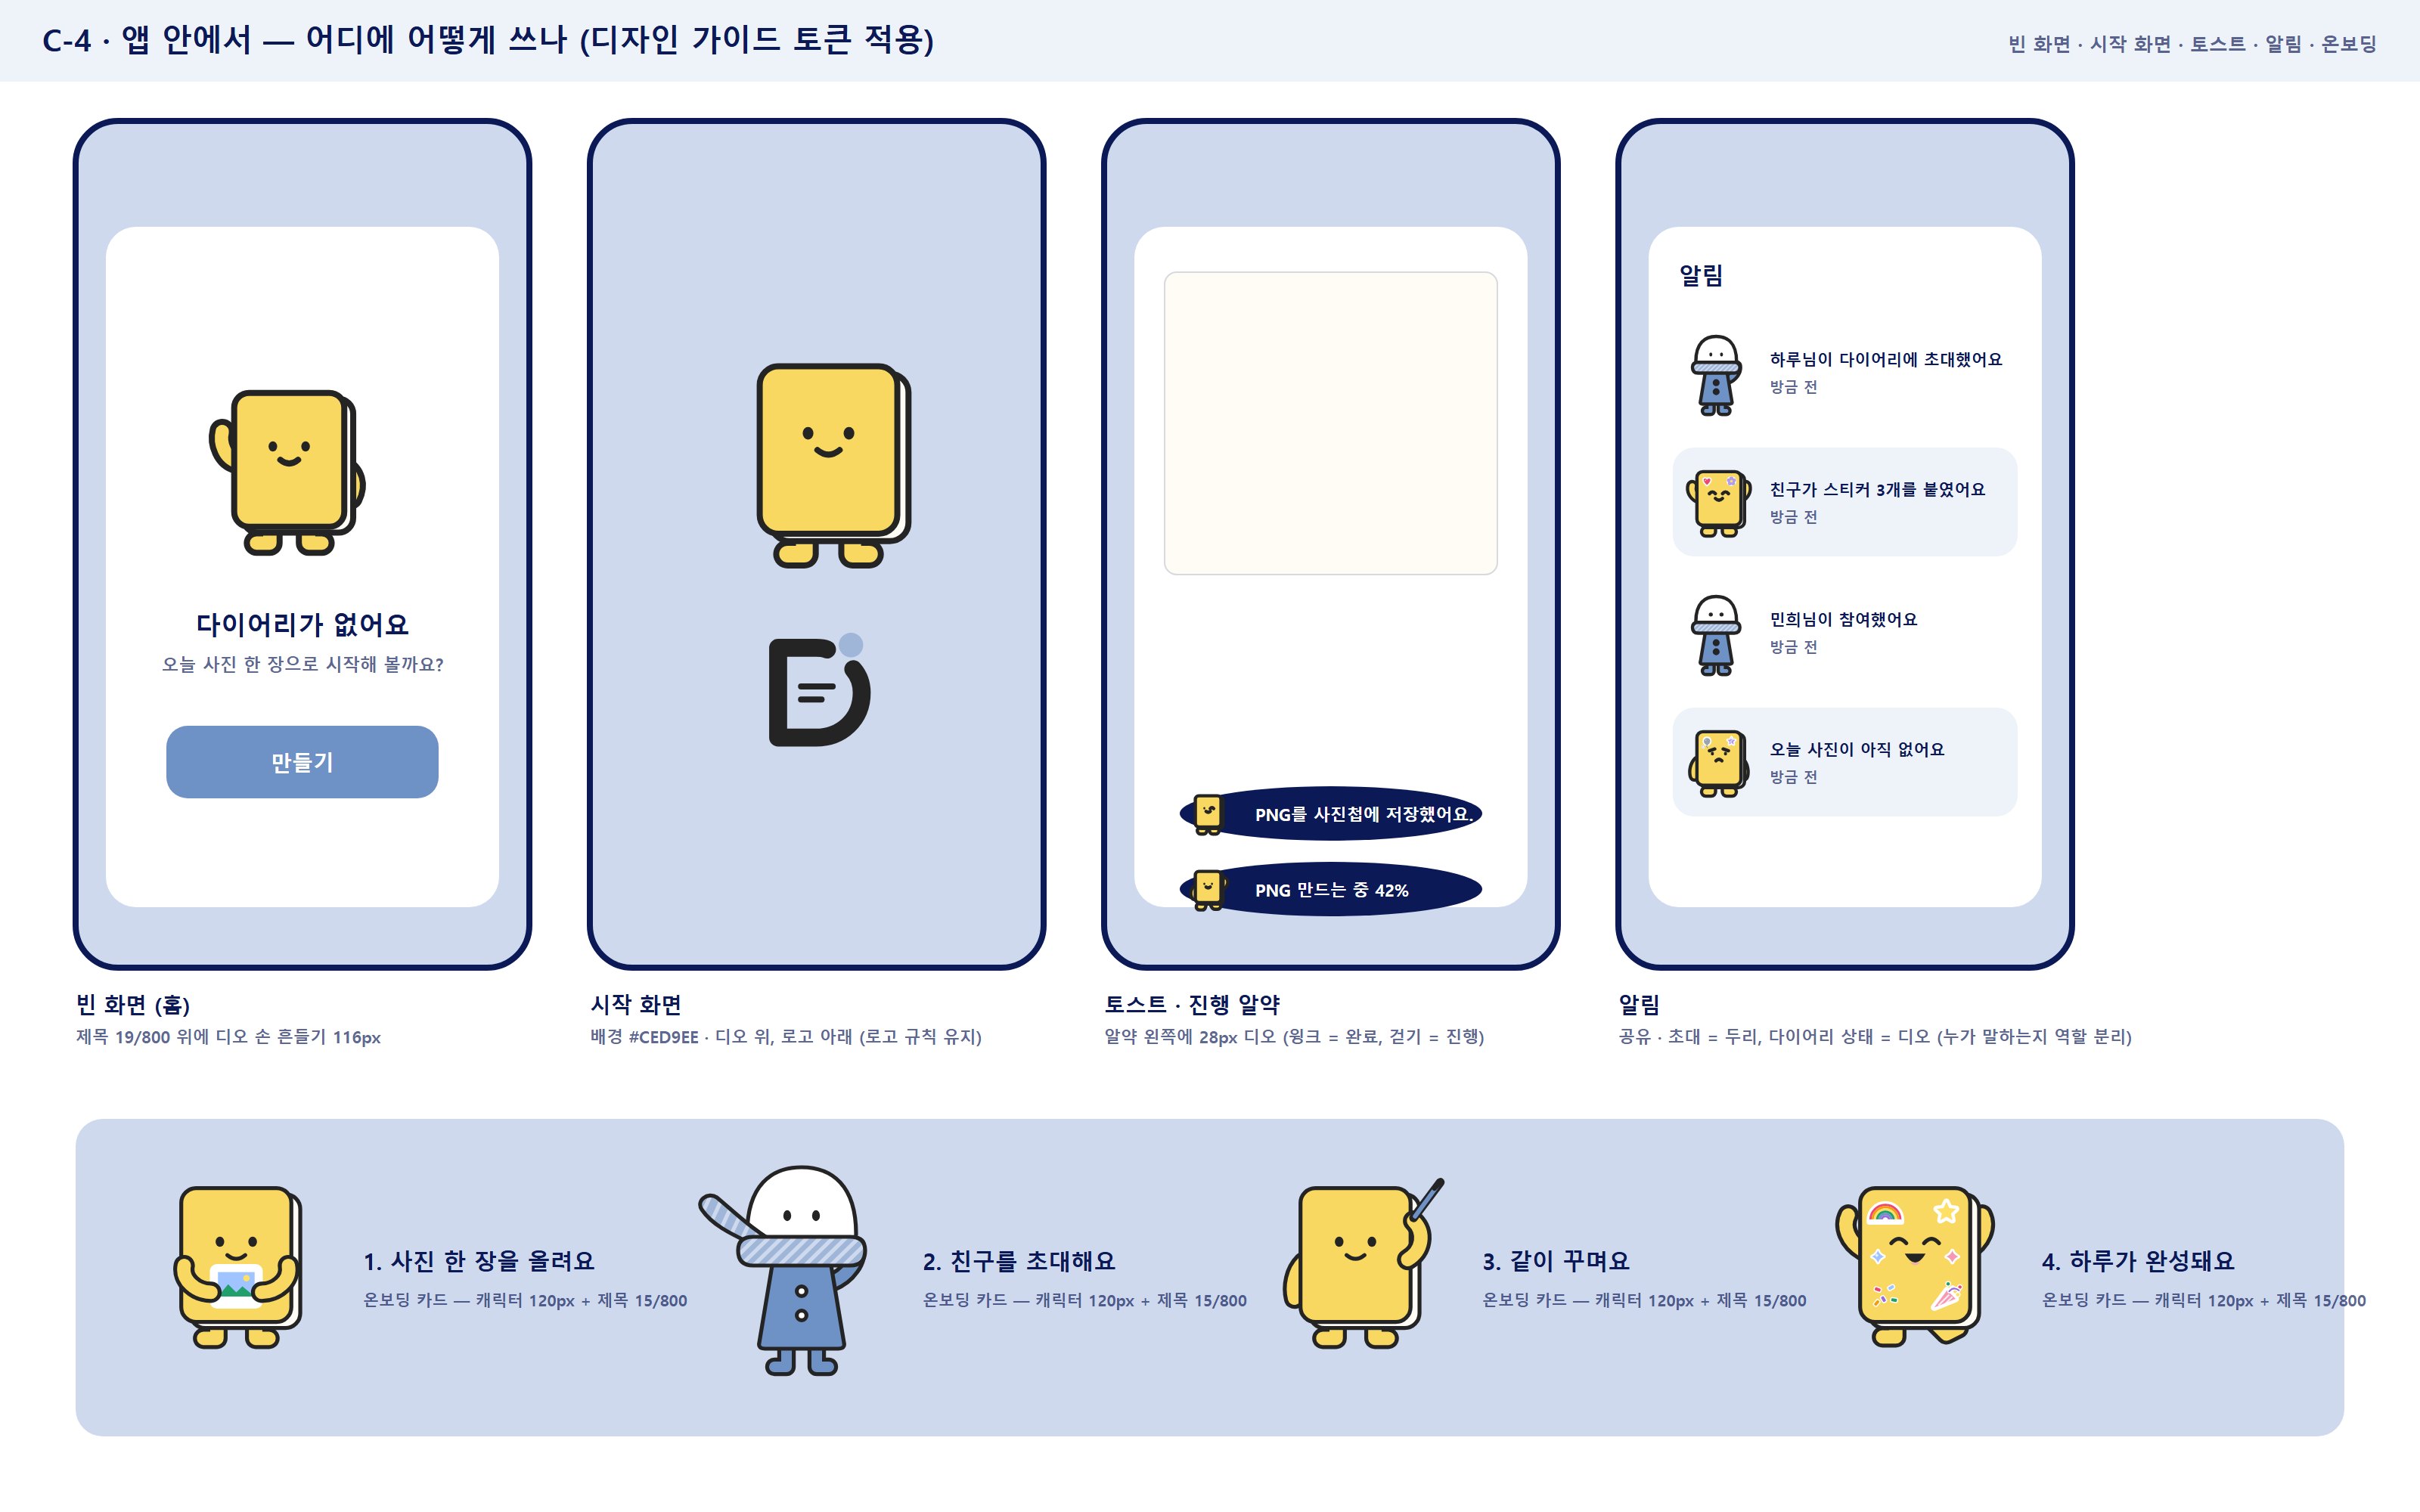 C-4 · 앱 안에서 — 어디에 어떻게 쓰나 (디자인 가이드 토큰 적용)
빈 화면 · 시작 화면 · 토스트 · 알림 · 온보딩
다이어리가 없어요
오늘 사진 한 장으로 시작해 볼까요?
만들기
빈 화면 (홈)
제목 19/800 위에 디오 손 흔들기 116px
시작 화면
배경 #CED9EE · 디오 위, 로고 아래 (로고 규칙 유지)
PNG를 사진첩에 저장했어요.
PNG 만드는 중 42%
토스트 · 진행 알약
알약 왼쪽에 28px 디오 (윙크 = 완료, 걷기 = 진행)
알림
하루님이 다이어리에 초대했어요
방금 전
친구가 스티커 3개를 붙였어요
방금 전
민희님이 참여했어요
방금 전
오늘 사진이 아직 없어요
방금 전
알림
공유 · 초대 = 두리, 다이어리 상태 = 디오 (누가 말하는지 역할 분리)
1. 사진 한 장을 올려요
온보딩 카드 — 캐릭터 120px + 제목 15/800
2. 친구를 초대해요
온보딩 카드 — 캐릭터 120px + 제목 15/800
3. 같이 꾸며요
온보딩 카드 — 캐릭터 120px + 제목 15/800
4. 하루가 완성돼요
온보딩 카드 — 캐릭터 120px + 제목 15/800